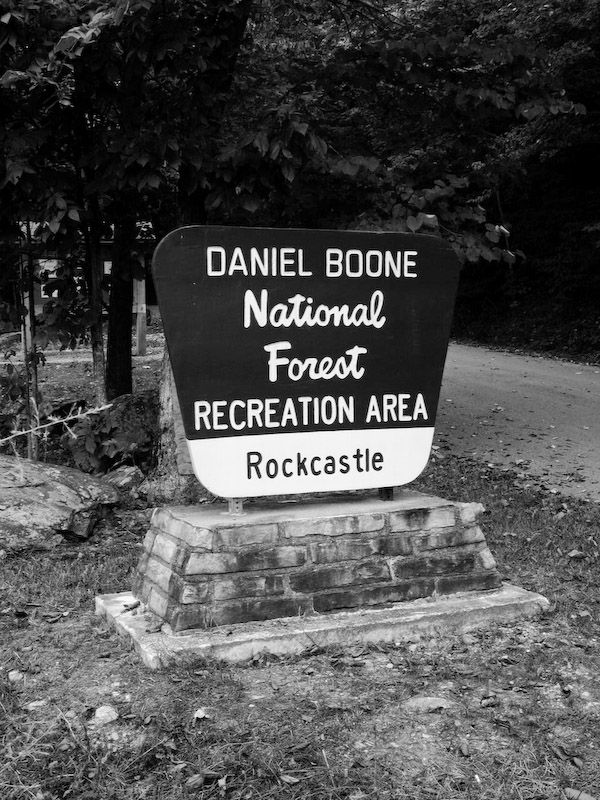 DANIEL BOONE
National
Forest
RECREATION AREA
Rockcastle